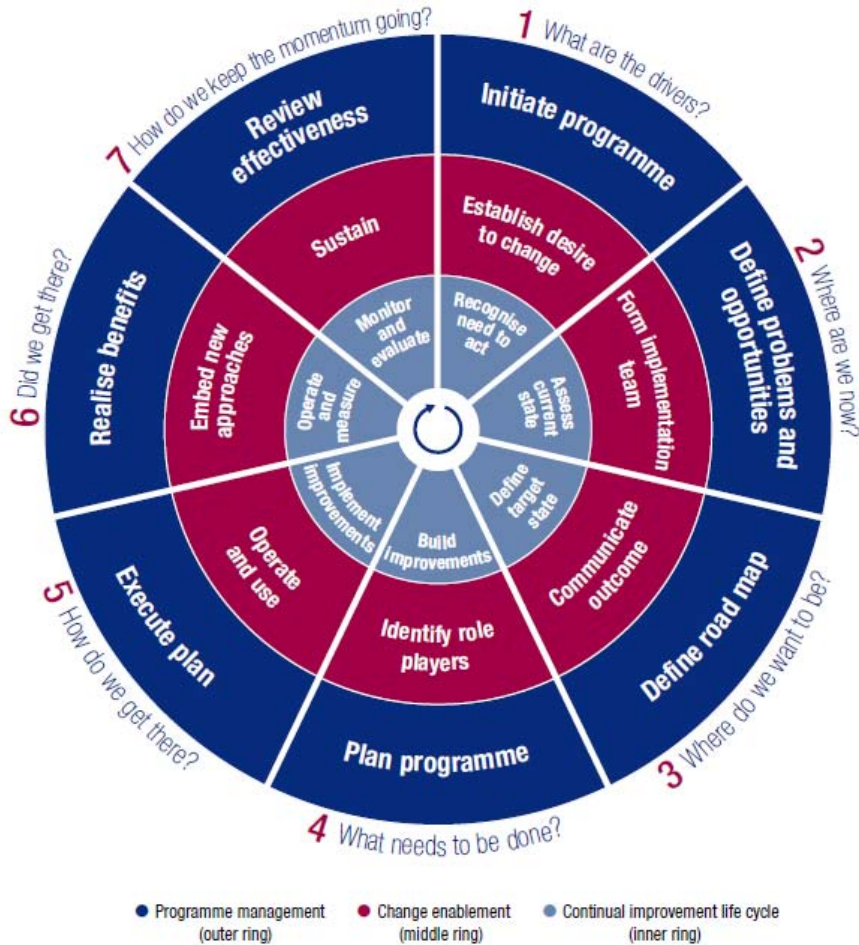 1 What are the drivers?
Initiate programme
Establish desire
to change
Recognise
need to
act
2 Where are we now?
Define problems and
opportunities
Form implementation
team
Assess
current
state
3 Where do we want to be?
Define road map
Communicate
outcome
Define
target
state
4 What needs to be done?
Plan programme
Identify role
players
Build
improvements
5 How do we get there?
Execute plan
Operate
and use
Implement
improvements
6 Did we get there?
Realise benefits
Embed new
approaches
Operate
and
measure
7 How do we keep the momentum going?
Review
effectiveness
Sustain
Monitor
and
evaluate
Programme management
(outer ring)
Change enablement
(middle ring)
Continual improvement life cycle
(inner ring)